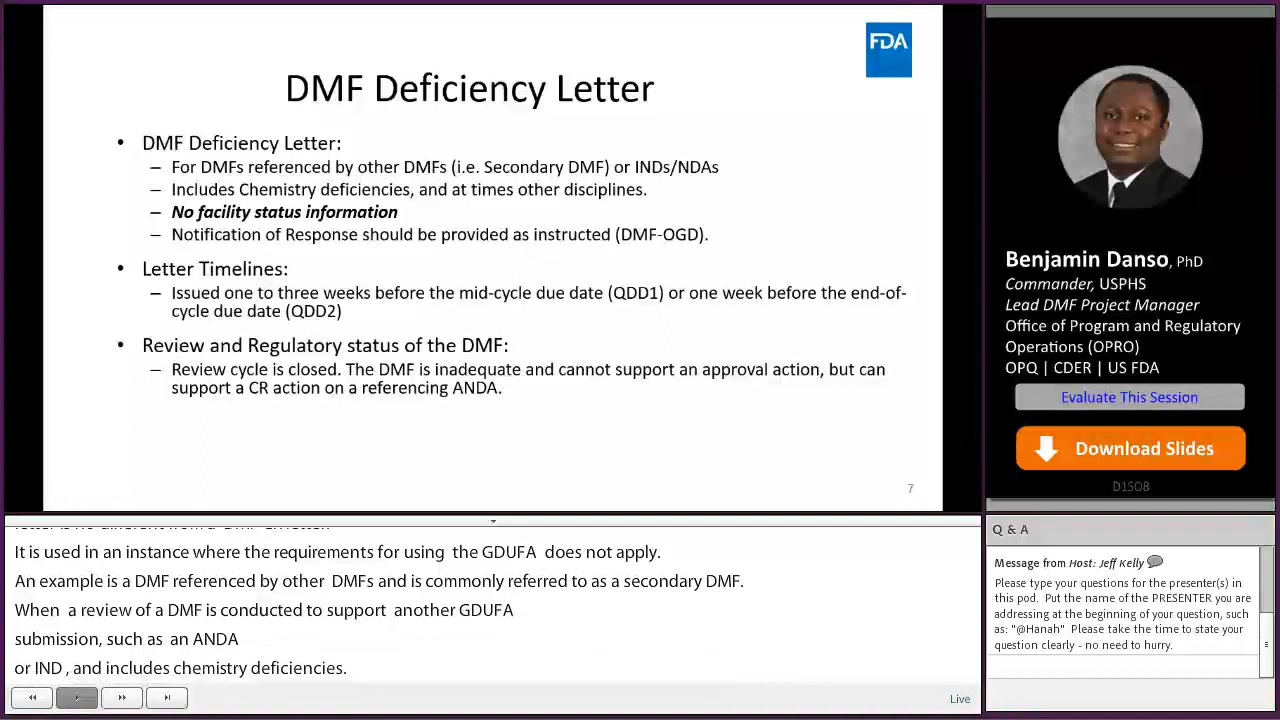 FDA
DMF Deficiency Letter
• DMF Deficiency Letter:
– For DMFs referenced by other DMFs (i.e. Secondary DMF) or INDs/NDAs
– Includes Chemistry deficiencies, and at times other disciplines.
– No facility status information
– Notification of Response should be provided as instructed (DMF-OGD).
• Letter Timelines:
– Issued one to three weeks before the mid-cycle due date (QDD1) or one week before the end-of-
cycle due date (QDD2)
• Review and Regulatory status of the DMF:
– Review cycle is closed. The DMF is inadequate and cannot support an approval action, but can
support a CR action on a referencing ANDA.
7
It is used in an instance where the requirements for using the GDUFA does not apply.
An example is a DMF referenced by other DMFs and is commonly referred to as a secondary DMF.
When a review of a DMF is conducted to support another GDUFA
submission, such as an ANDA
or IND , and includes chemistry deficiencies.
Live
Benjamin Danso, PhD
Commander, USPHS
Lead DMF Project Manager
Office of Program and Regulatory
Operations (OPRO)
OPQ | CDER | US FDA
Evaluate This Session
Download Slides
D1S08
Q & A
Message from Host: Jeff Kelly
Please type your questions for the presenter(s) in
this pod. Put the name of the PRESENTER you are
addressing at the beginning of your question, such
as: "@Hanah" Please take the time to state your
question clearly - no need to hurry.